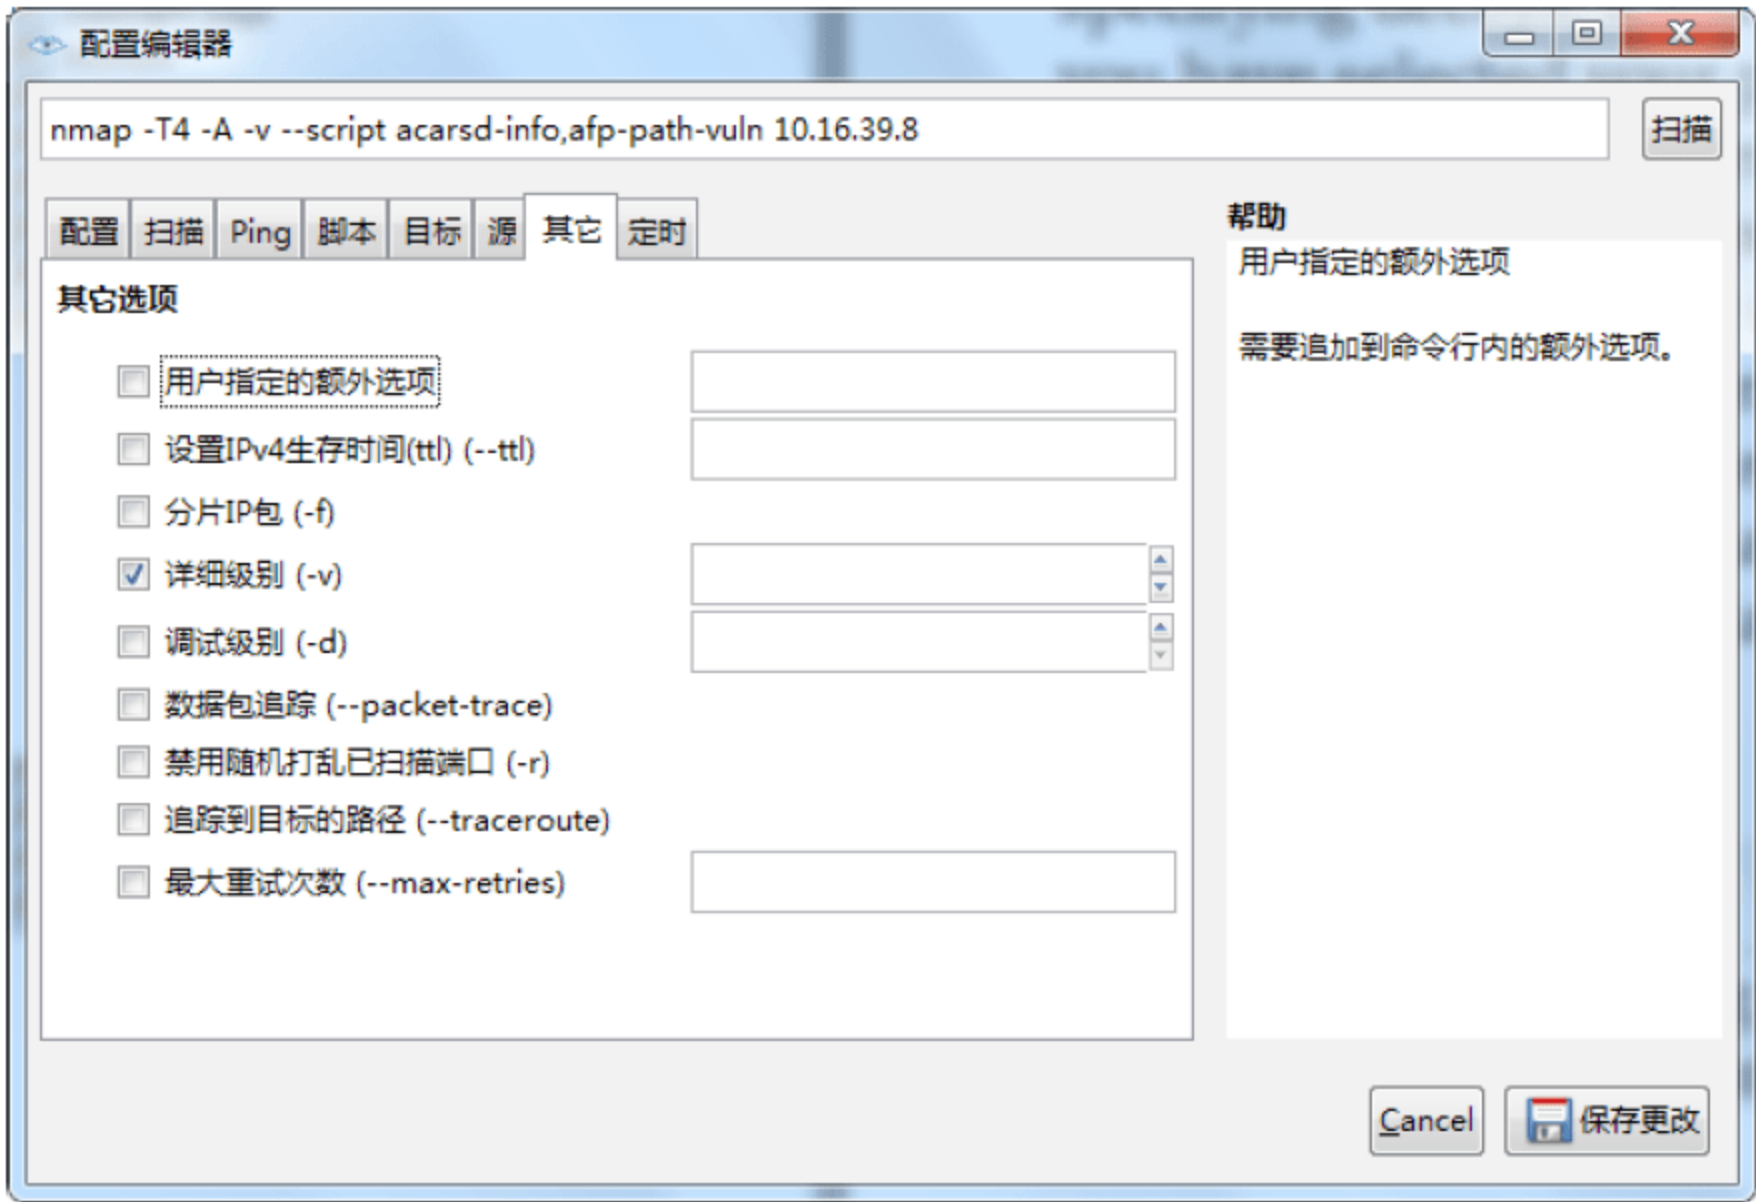 配置编辑器
nmap -T4 -A -v --script acarsd-info,afp-path-vuln 10.16.39.8
扫描
配置 扫描 Ping 脚本 目标 源 其它 定时
其它选项
用户指定的额外选项
设置IPv4生存时间(ttl) (--ttl)
分片IP包 (-f)
详细级别 (-v)
调试级别 (-d)
数据包追踪 (--packet-trace)
禁用随机打乱已扫描端口 (-r)
追踪到目标的路径 (--traceroute)
最大重试次数 (--max-retries)
帮助
用户指定的额外选项
需要追加到命令行内的额外选项。
Cancel
保存更改